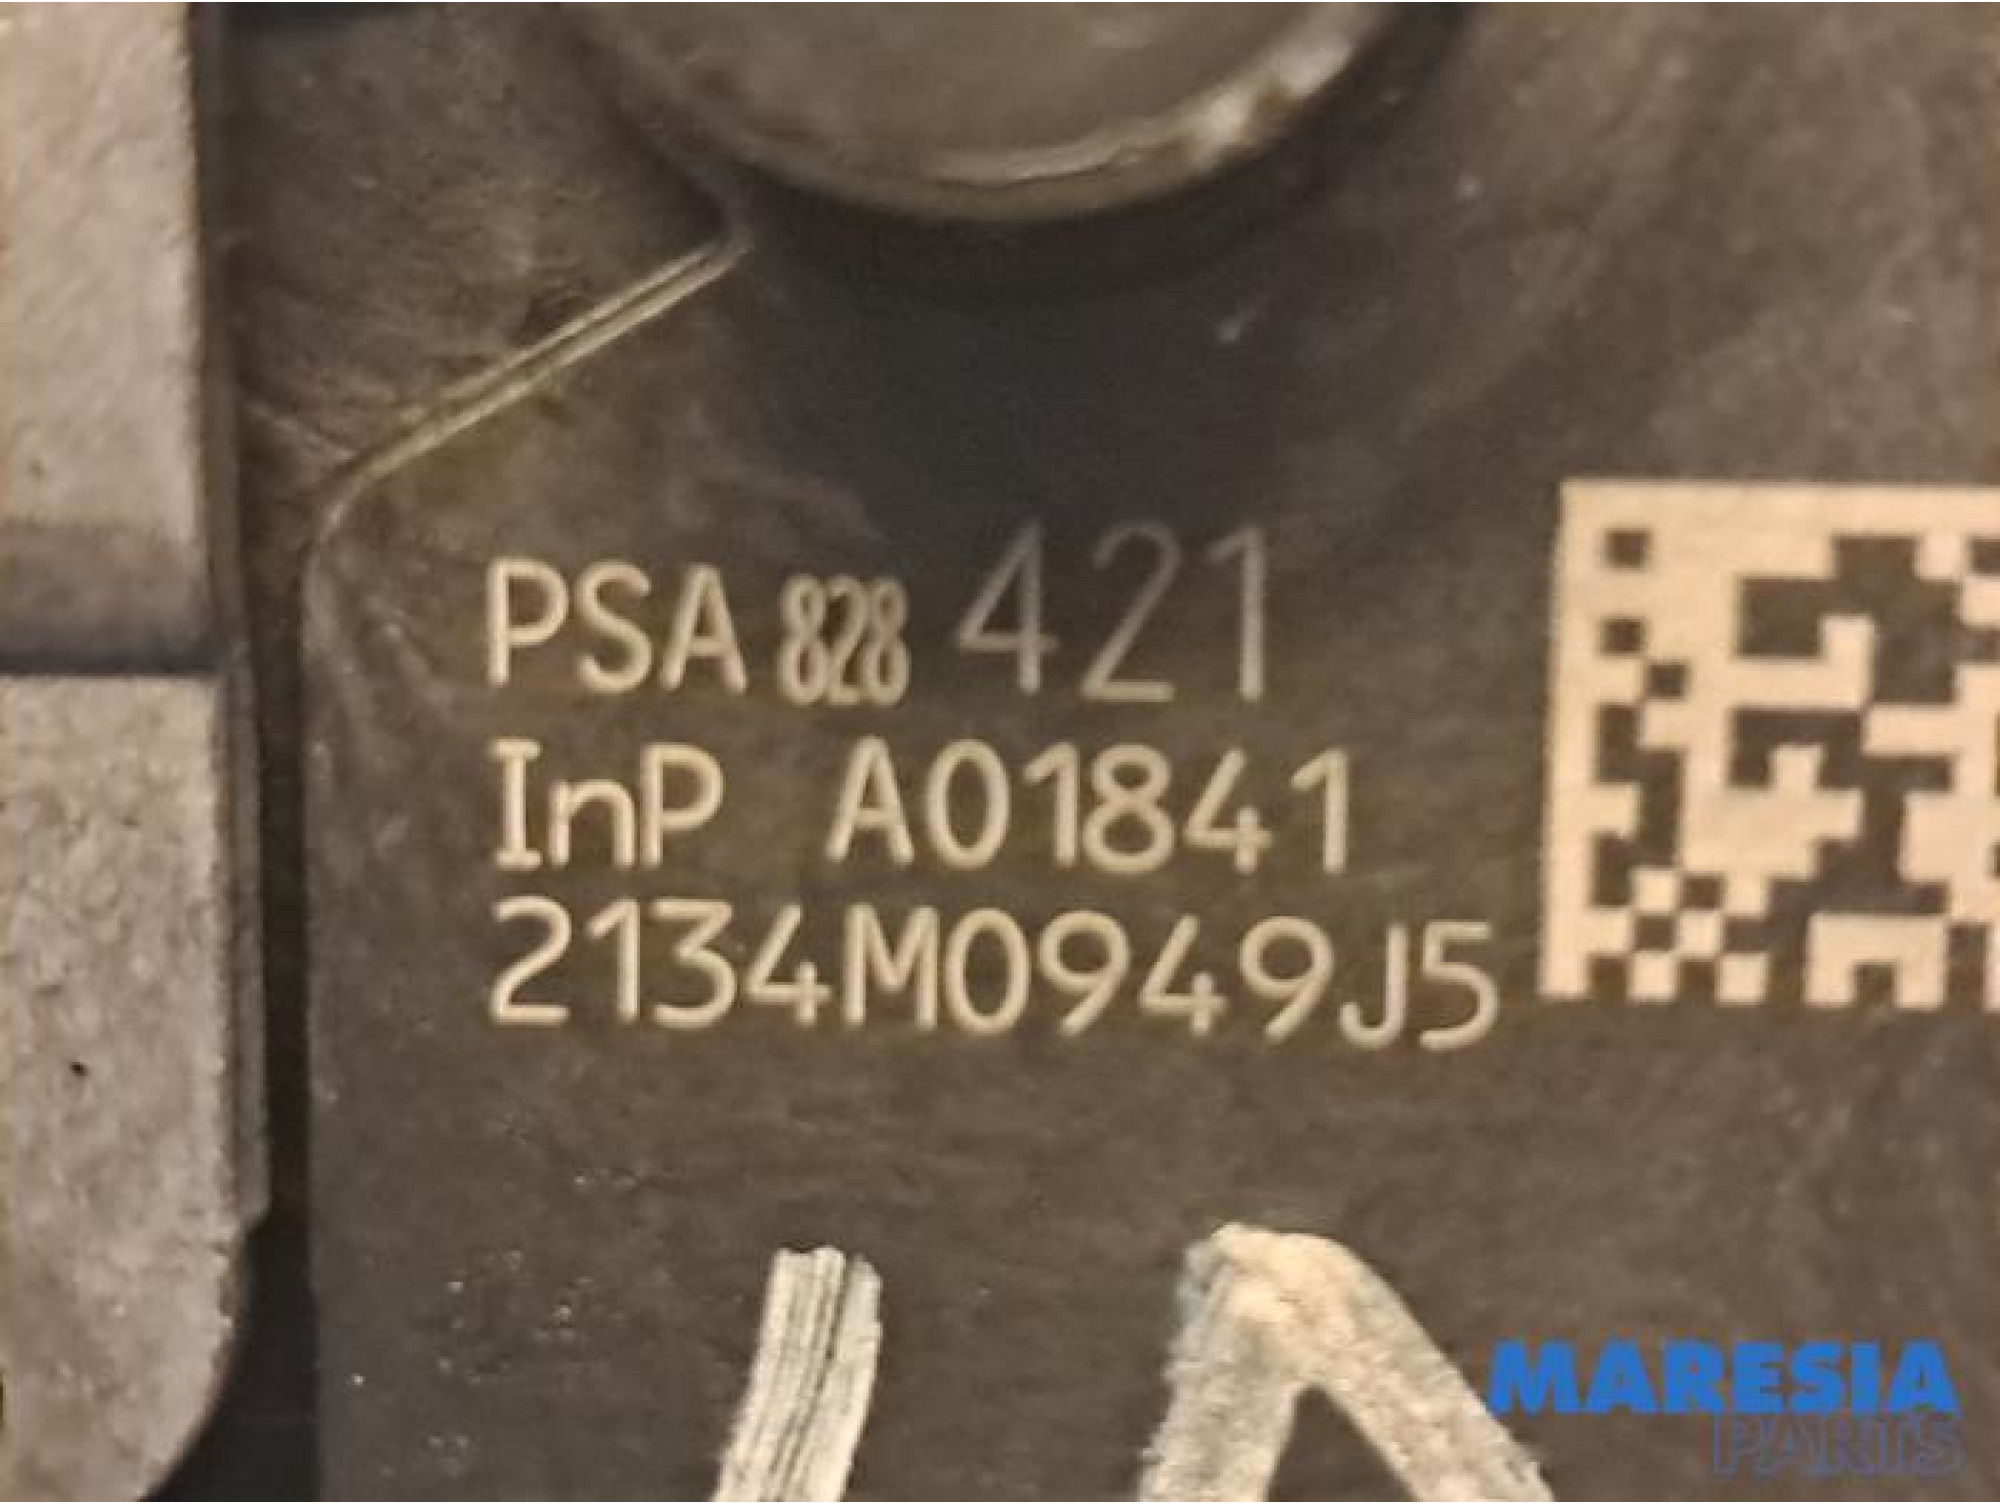 PSA 828 421
InP A01841
2134M0949J5
MARESIA
PARTS